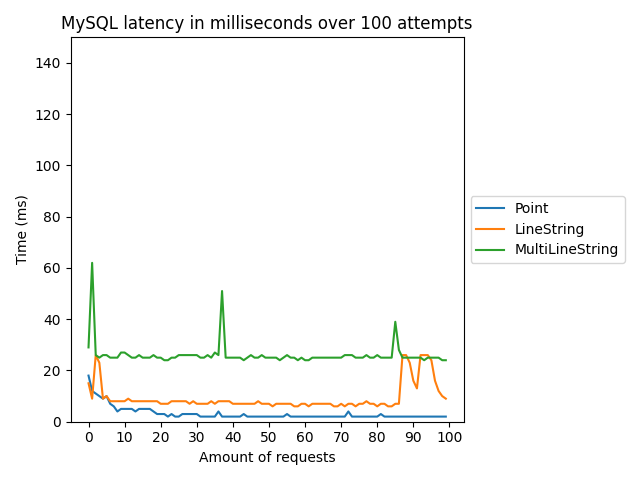 MySQL latency in milliseconds over 100 attempts
140
120
100
80
60
40
20
0
Time (ms)
0 10 20 30 40 50 60 70 80 90 100
Amount of requests
Point
LineString
MultiLineString